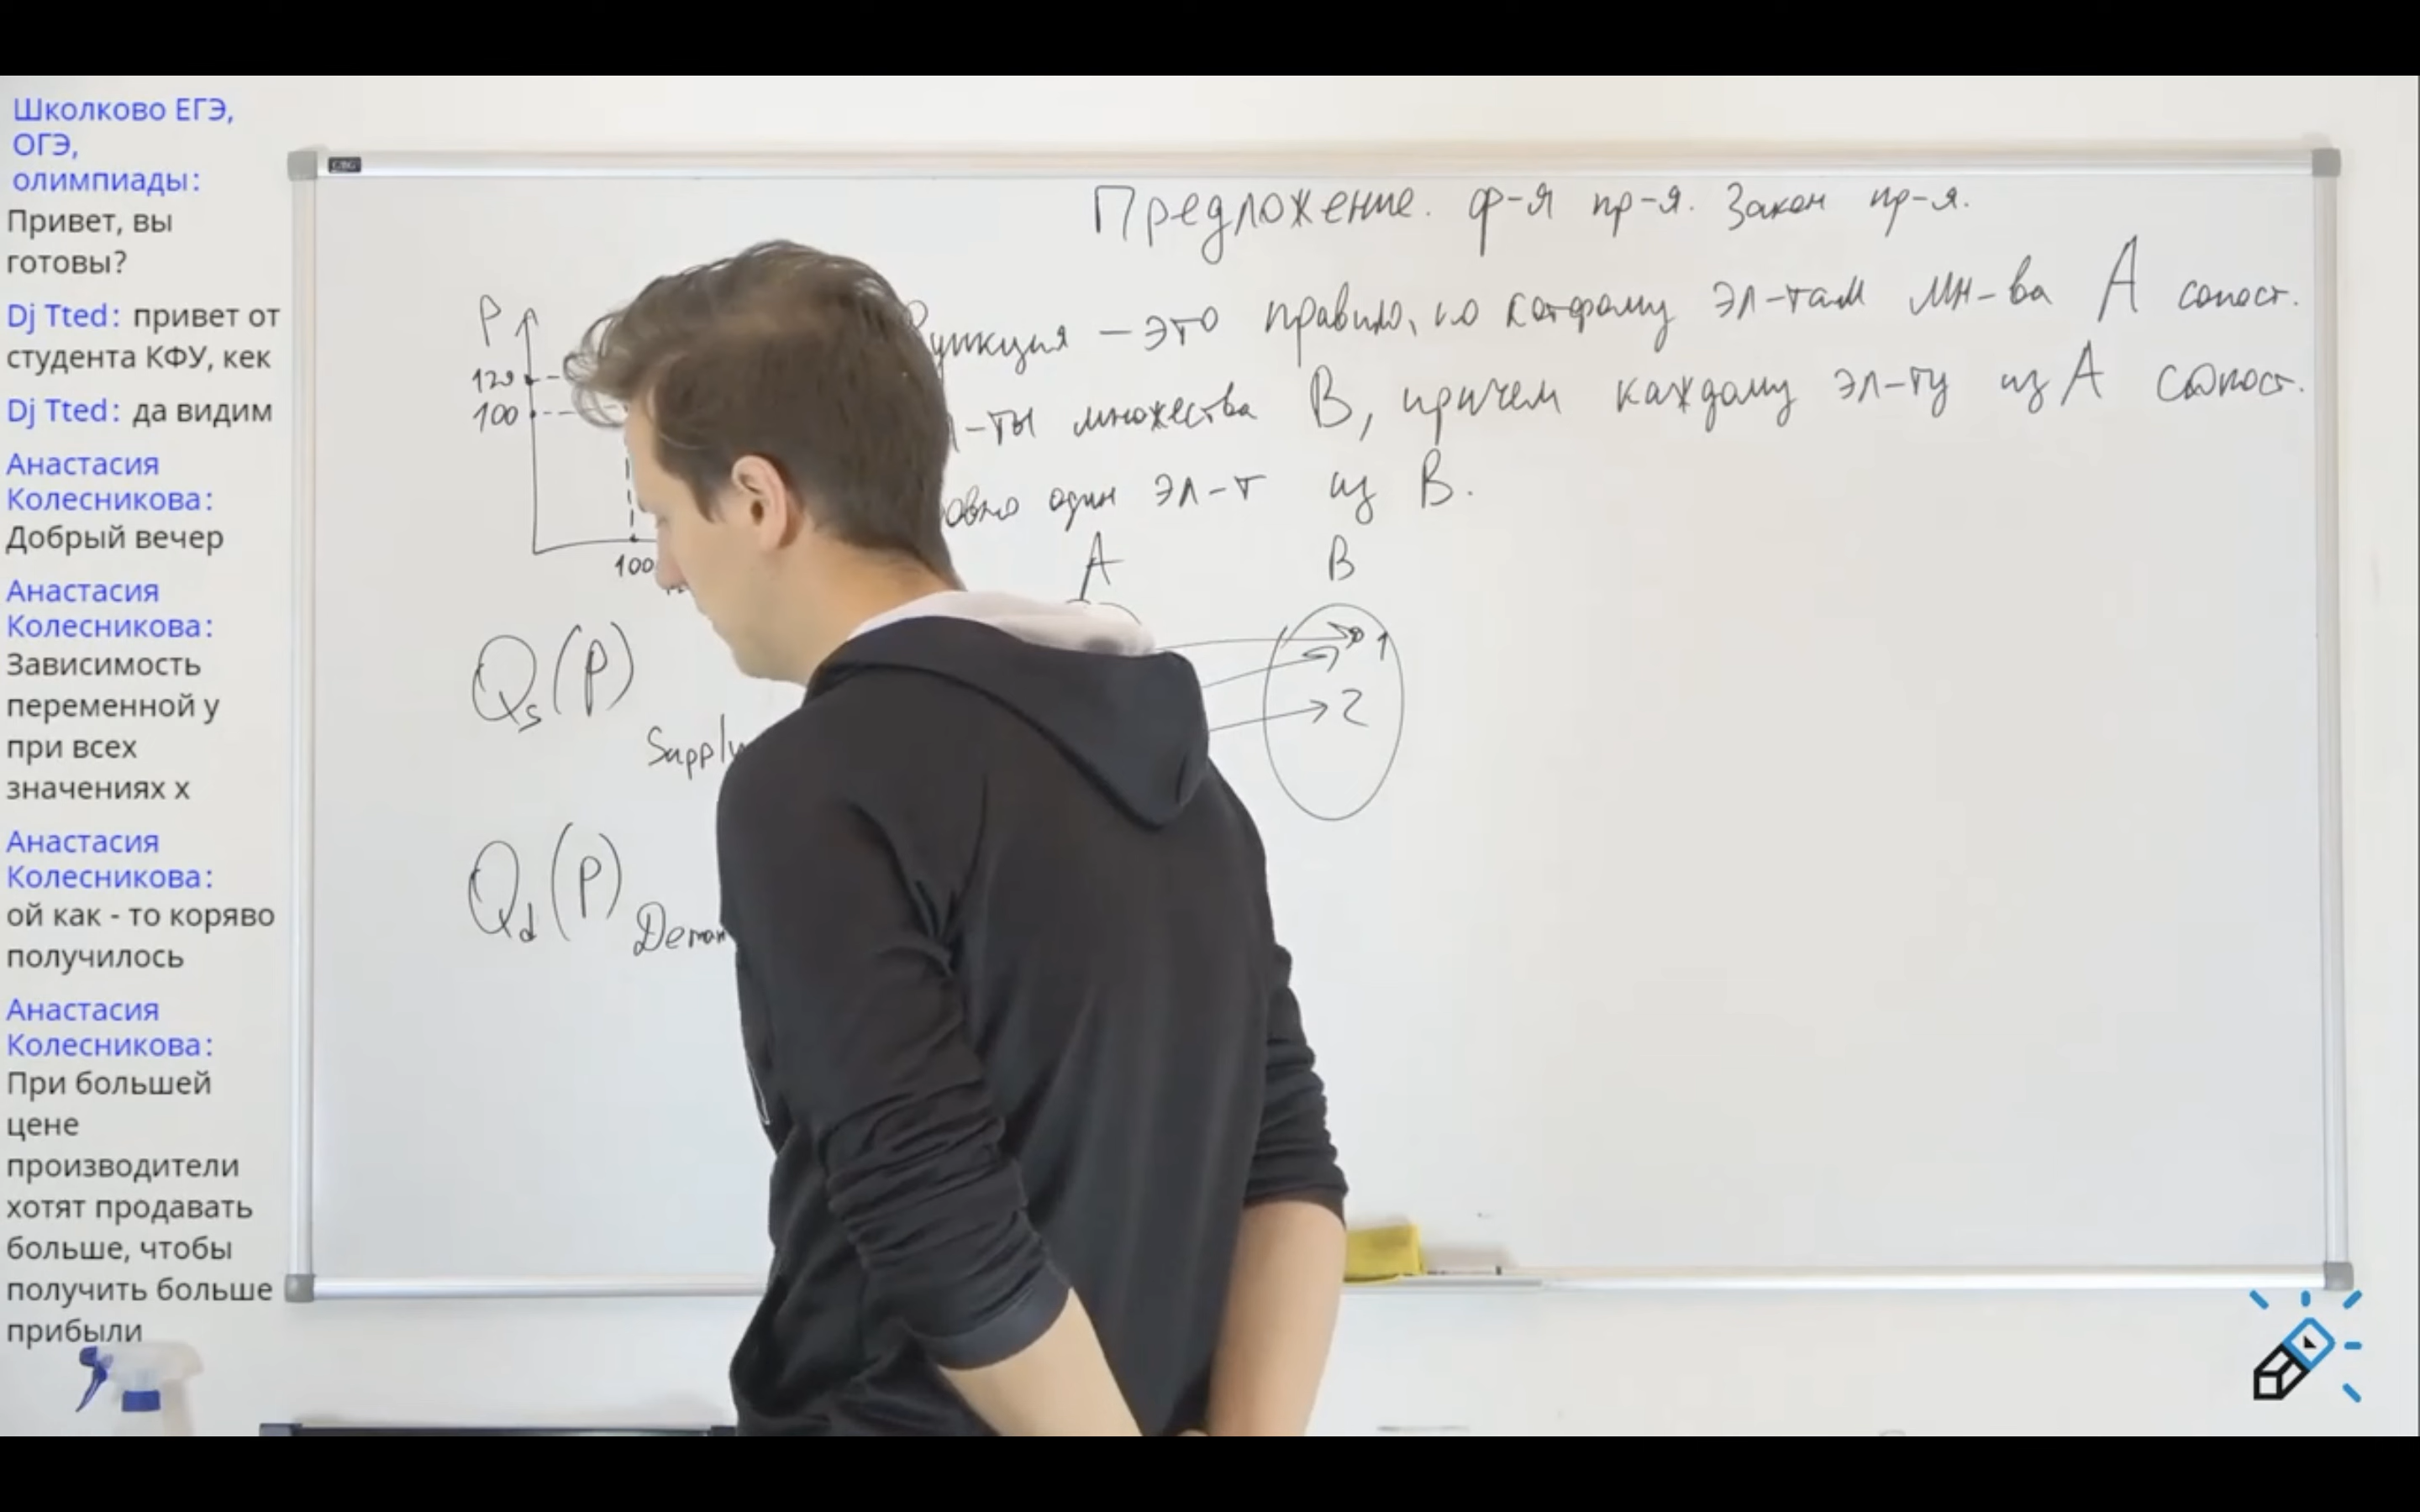 Школково ЕГЭ,
ОГЭ,
олимпиады:
Привет, вы
готовы?
Dj Tted: привет от
студента КФУ, кек
Dj Tted: да видим
Анастасия
Колесникова:
Добрый вечер
Анастасия
Колесникова:
Зависимость
переменной у
при всех
значениях х
Анастасия
Колесникова:
ой как - то коряво
получилось
Анастасия
Колесникова:
При большей
цене
производители
хотят продавать
больше, чтобы
получить больше
прибыли
Предложение. ф-я пр-я. Закон пр-я.
Функция - это правило, по которому эл-там мн-ва A сопост.
-ты множества B, причем каждому эл-ту из A сопост.
один эл-т из B.
P
120
100
100
Qs(P)
Supply
Qd(P)
Deman
A
B
1
2